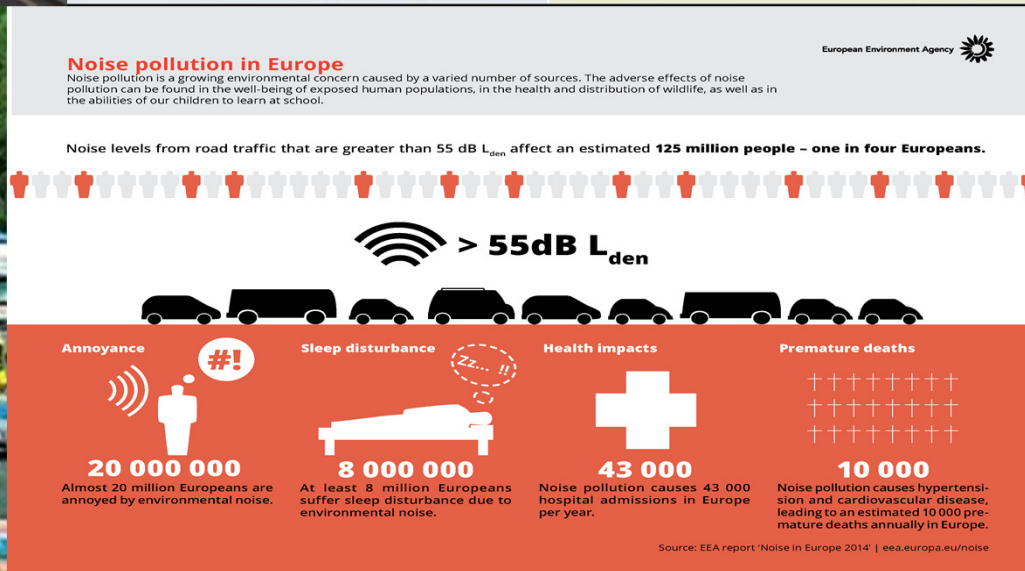 European Environment Agency
Noise pollution in Europe
Noise pollution is a growing environmental concern caused by a varied number of sources. The adverse effects of noise
pollution can be found in the well-being of exposed human populations, in the health and distribution of wildlife, as well as in
the abilities of our children to learn at school.
Noise levels from road traffic that are greater than 55 dB Lden affect an estimated 125 million people – one in four Europeans.
> 55dB Lden
Annoyance
#!
20 000 000
Almost 20 million Europeans are
annoyed by environmental noise.
Sleep disturbance
Zz... !!
8 000 000
At least 8 million Europeans
suffer sleep disturbance due to
environmental noise.
Health impacts
43 000
Noise pollution causes 43 000
hospital admissions in Europe
per year.
Premature deaths
10 000
Noise pollution causes hypertensi-
sion and cardiovascular disease,
leading to an estimated 10 000 pre-
mature deaths annually in Europe.
Source: EEA report 'Noise in Europe 2014' | eea.europa.eu/noise